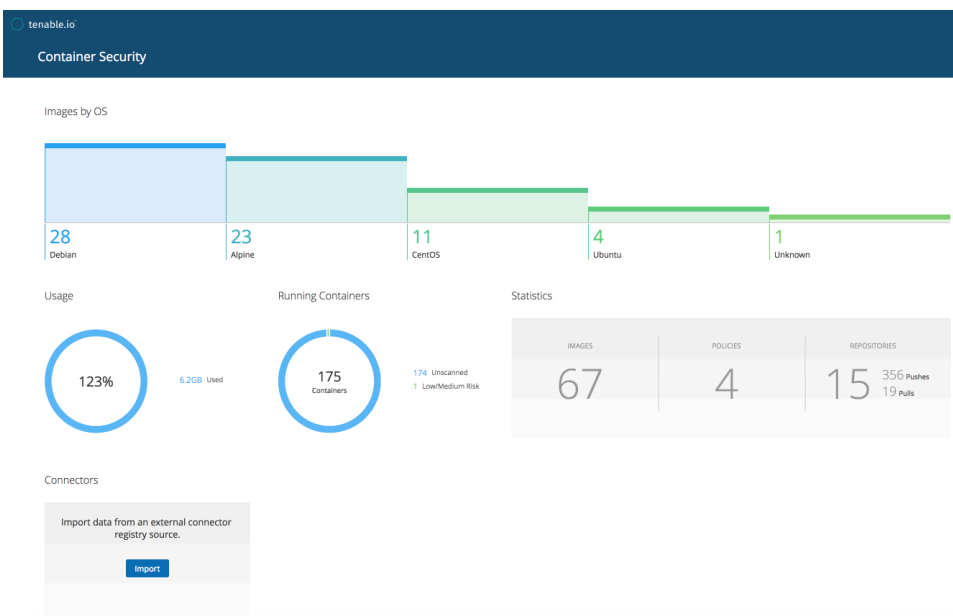 tenable.io
Container Security
Images by OS
28
Debian
23
Alpine
11
CentOS
4
Ubuntu
1
Unknown
Usage
123%
6.2GB Used
Running Containers
175
Containers
174 Unscanned
1 Low/Medium Risk
Statistics
IMAGES
67
POLICIES
4
REPOSITORIES
15
356 Pushes
19 Pulls
Connectors
Import data from an external connector
registry source.
Import